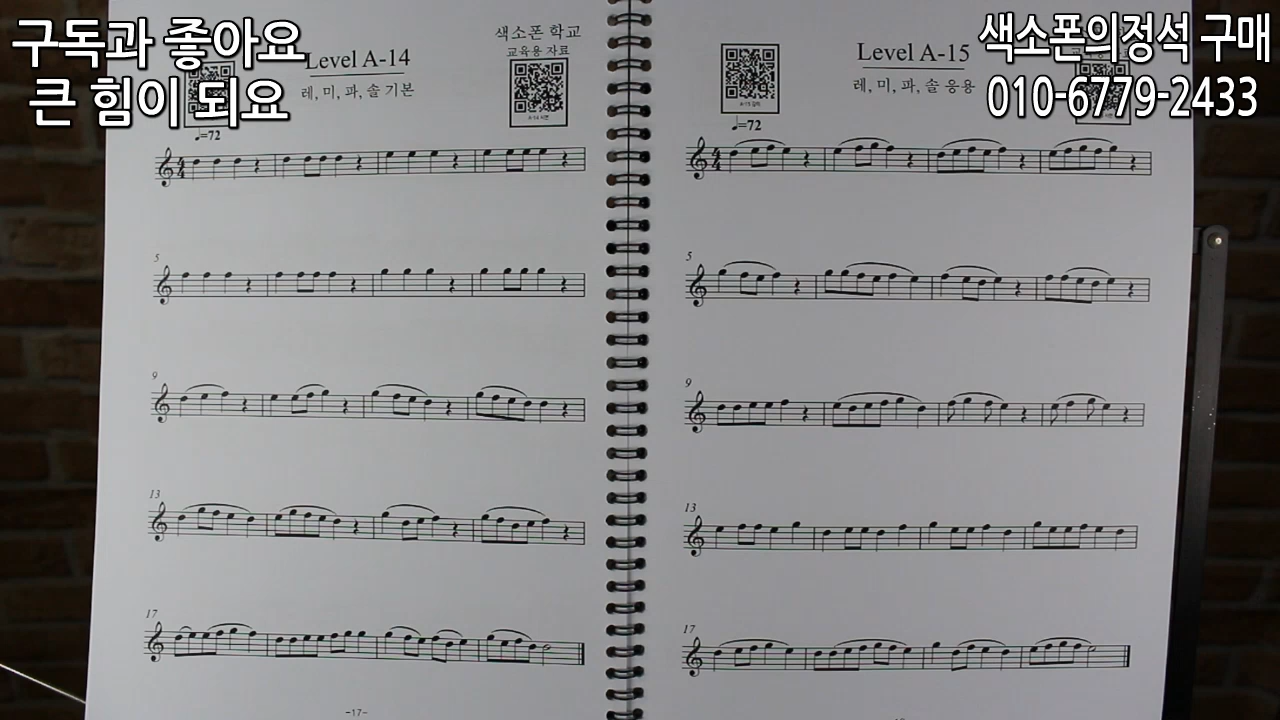 구독과 좋아요
큰 힘이 되요
색소폰의정석 구매
010-6779-2433
Level A-14
레, 미, 파, 솔 기본
색소폰 학교
교육용 자료
♩=72
5
9
13
17
-17-
Level A-15
레, 미, 파, 솔 응용
♩=72
5
9
13
17